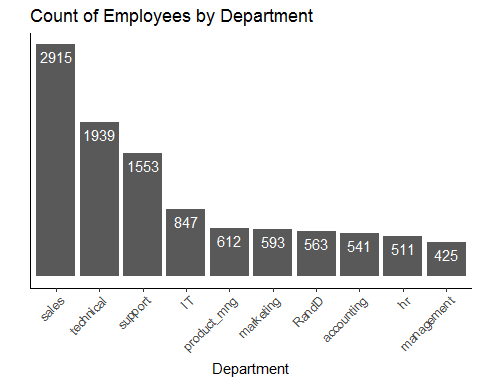 Count of Employees by Department
2915
1939
1553
847
612
593
563
541
511
425
sales
technical
support
IT
product_mng
marketing
RandD
accounting
hr
management
Department